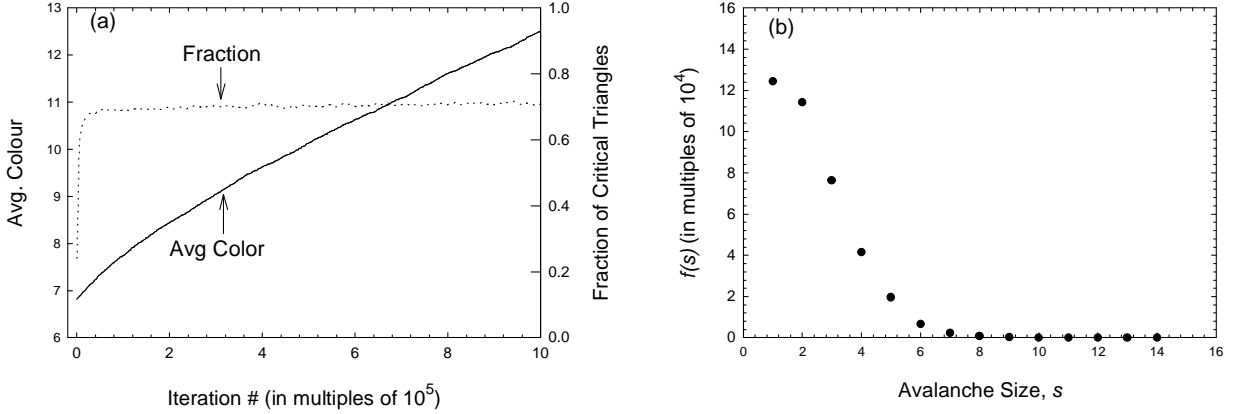 (a)
13
12
11
10
9
8
7
6
Avg. Colour
Fraction
Avg Color
1.0
0.8
0.6
0.4
0.2
0.0
Fraction of Critical Triangles
0 2 4 6 8 10
Iteration # (in multiples of 10^5)
(b)
16
14
12
10
8
6
4
2
0
f(s) (in multiples of 10^4)
0 2 4 6 8 10 12 14 16
Avalanche Size, s